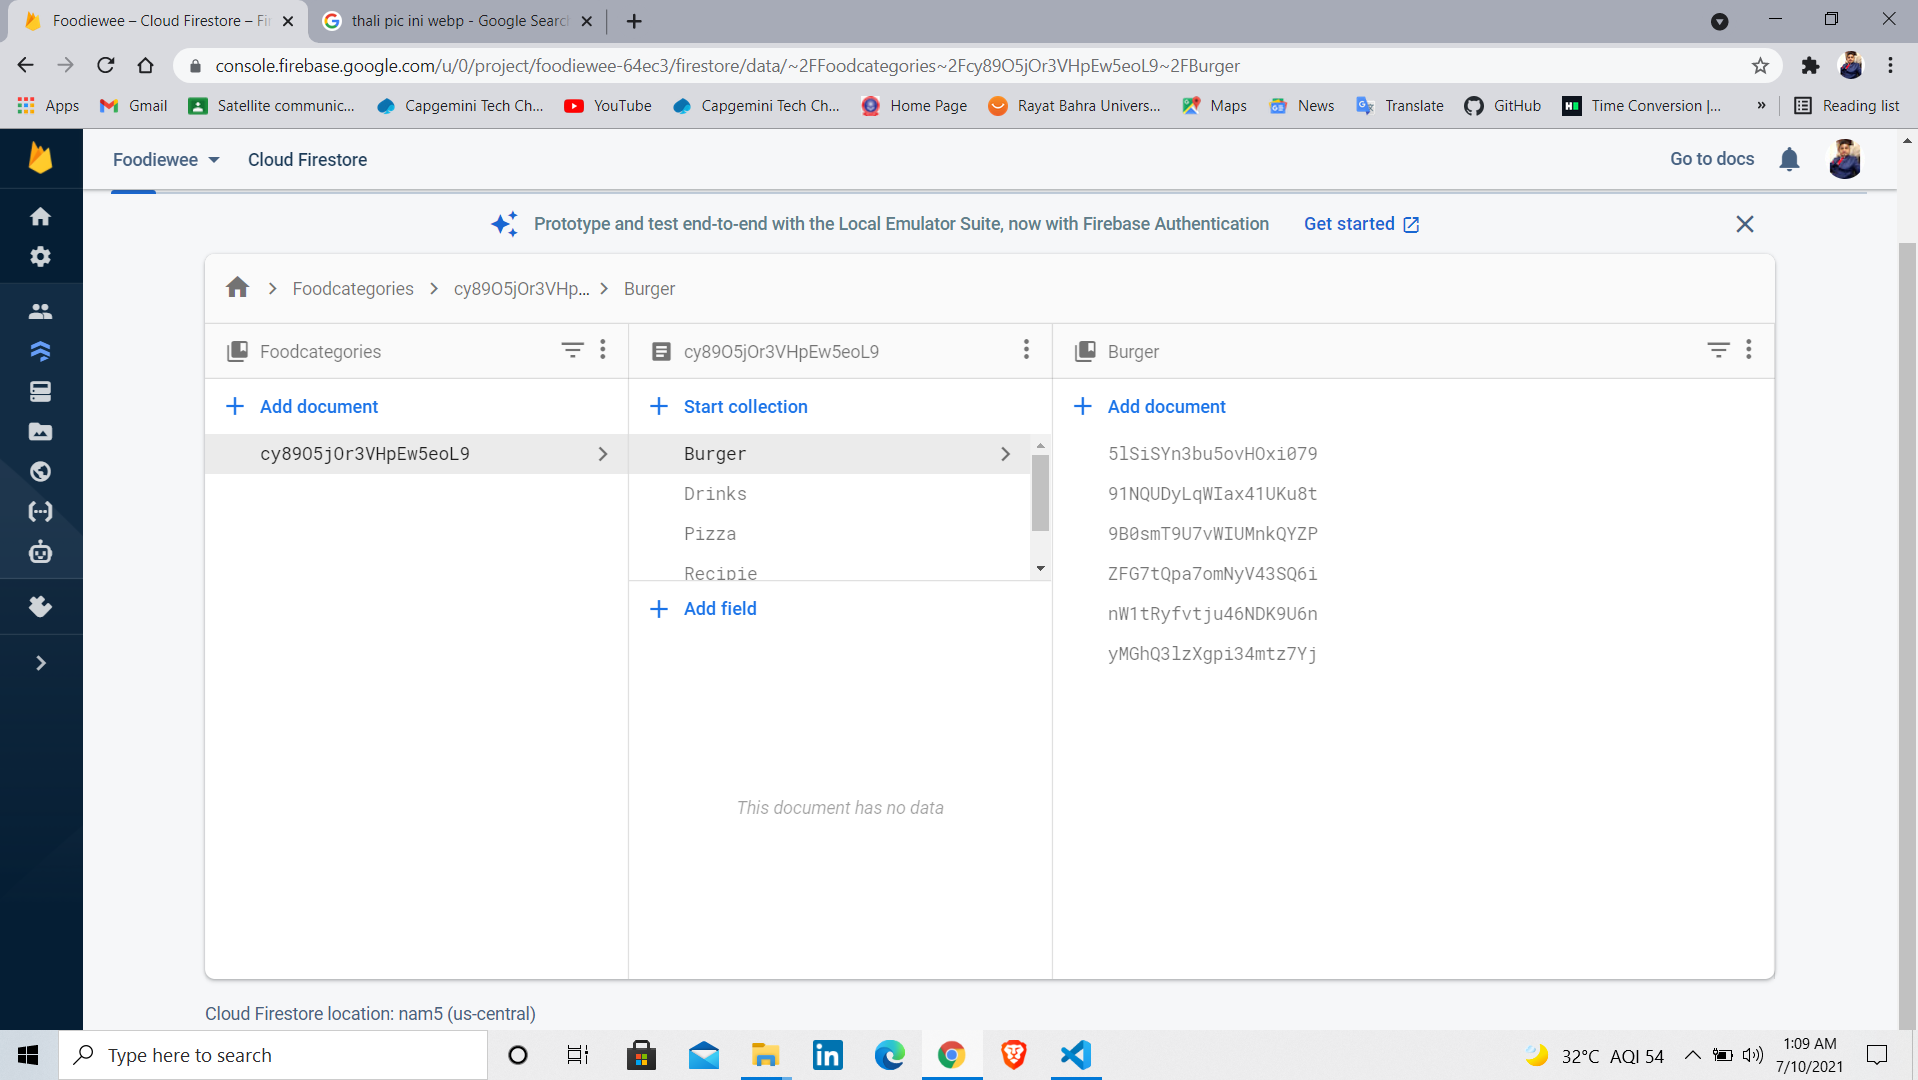 Foodiewee – Cloud Firestore – Fir
thali pic ini webp - Google Search
console.firebase.google.com/u/0/project/foodiewee-64ec3/firestore/data/~2FFoodcategories~2Fcy89O5jOr3VHpEw5eoL9~2FBurger
Apps
Gmail
Satellite communic...
Capgemini Tech Ch...
YouTube
Capgemini Tech Ch...
Home Page
Rayat Bahra Univers...
Maps
News
Translate
GitHub
Time Conversion |...
»
Reading list
Foodiewee
Cloud Firestore
Go to docs
Prototype and test end-to-end with the Local Emulator Suite, now with Firebase Authentication
Get started
Foodcategories > cy89O5jOr3VHp... > Burger
Foodcategories
cy89O5jOr3VHpEw5eoL9
Burger
+ Add document
+ Start collection
+ Add document
cy89O5jOr3VHpEw5eoL9
Burger
Drinks
Pizza
Recipie
+ Add field
This document has no data
5lSiSYn3bu5ovHOxi079
91NQUDyLqWIax41UKu8t
9B0smT9U7vWIUMnkQYZP
ZFG7tQpa7omNyV43SQ6i
nW1tRyfvtju46NDK9U6n
yMGhQ3lzXgpi34mtz7Yj
Cloud Firestore location: nam5 (us-central)
Type here to search
32°C AQI 54
1:09 AM
7/10/2021